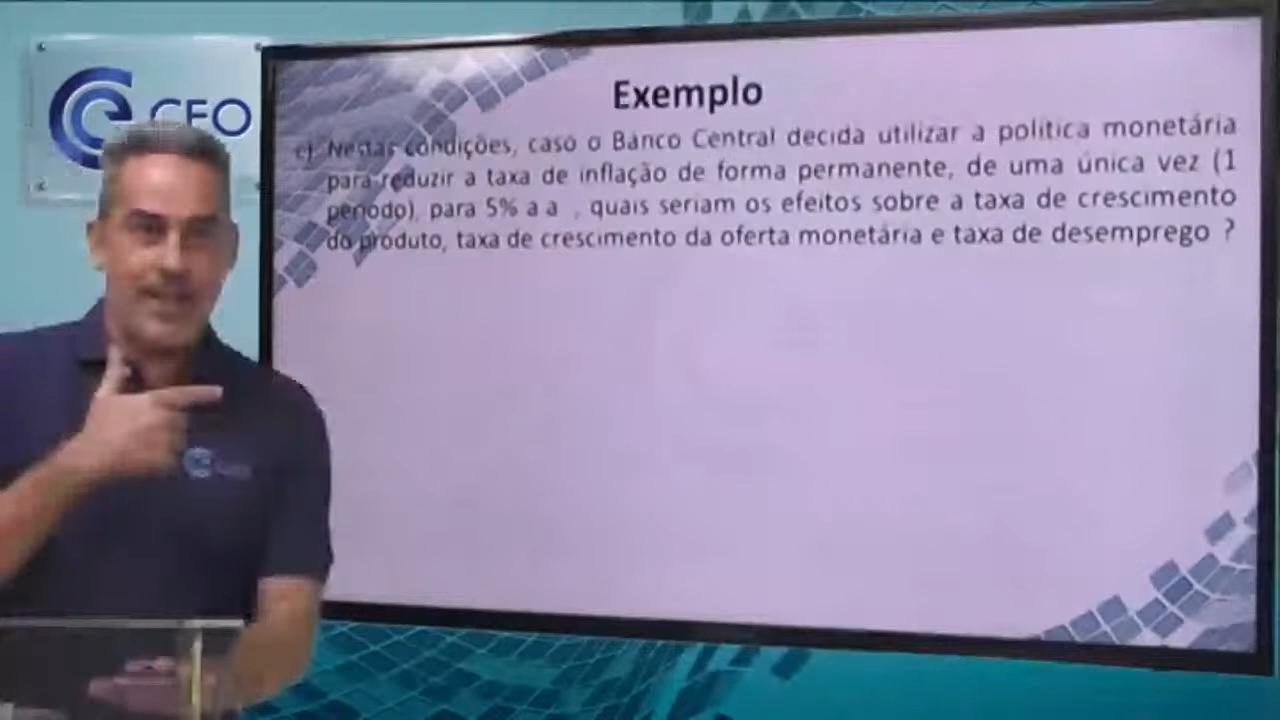 CEO
Exemplo
c) Nestas condições, caso o Banco Central decida utilizar a política monetária
para reduzir a taxa de inflação de forma permanente, de uma única vez (1
período), para 5% a a , quais seriam os efeitos sobre a taxa de crescimento
do produto, taxa de crescimento da oferta monetária e taxa de desemprego ?